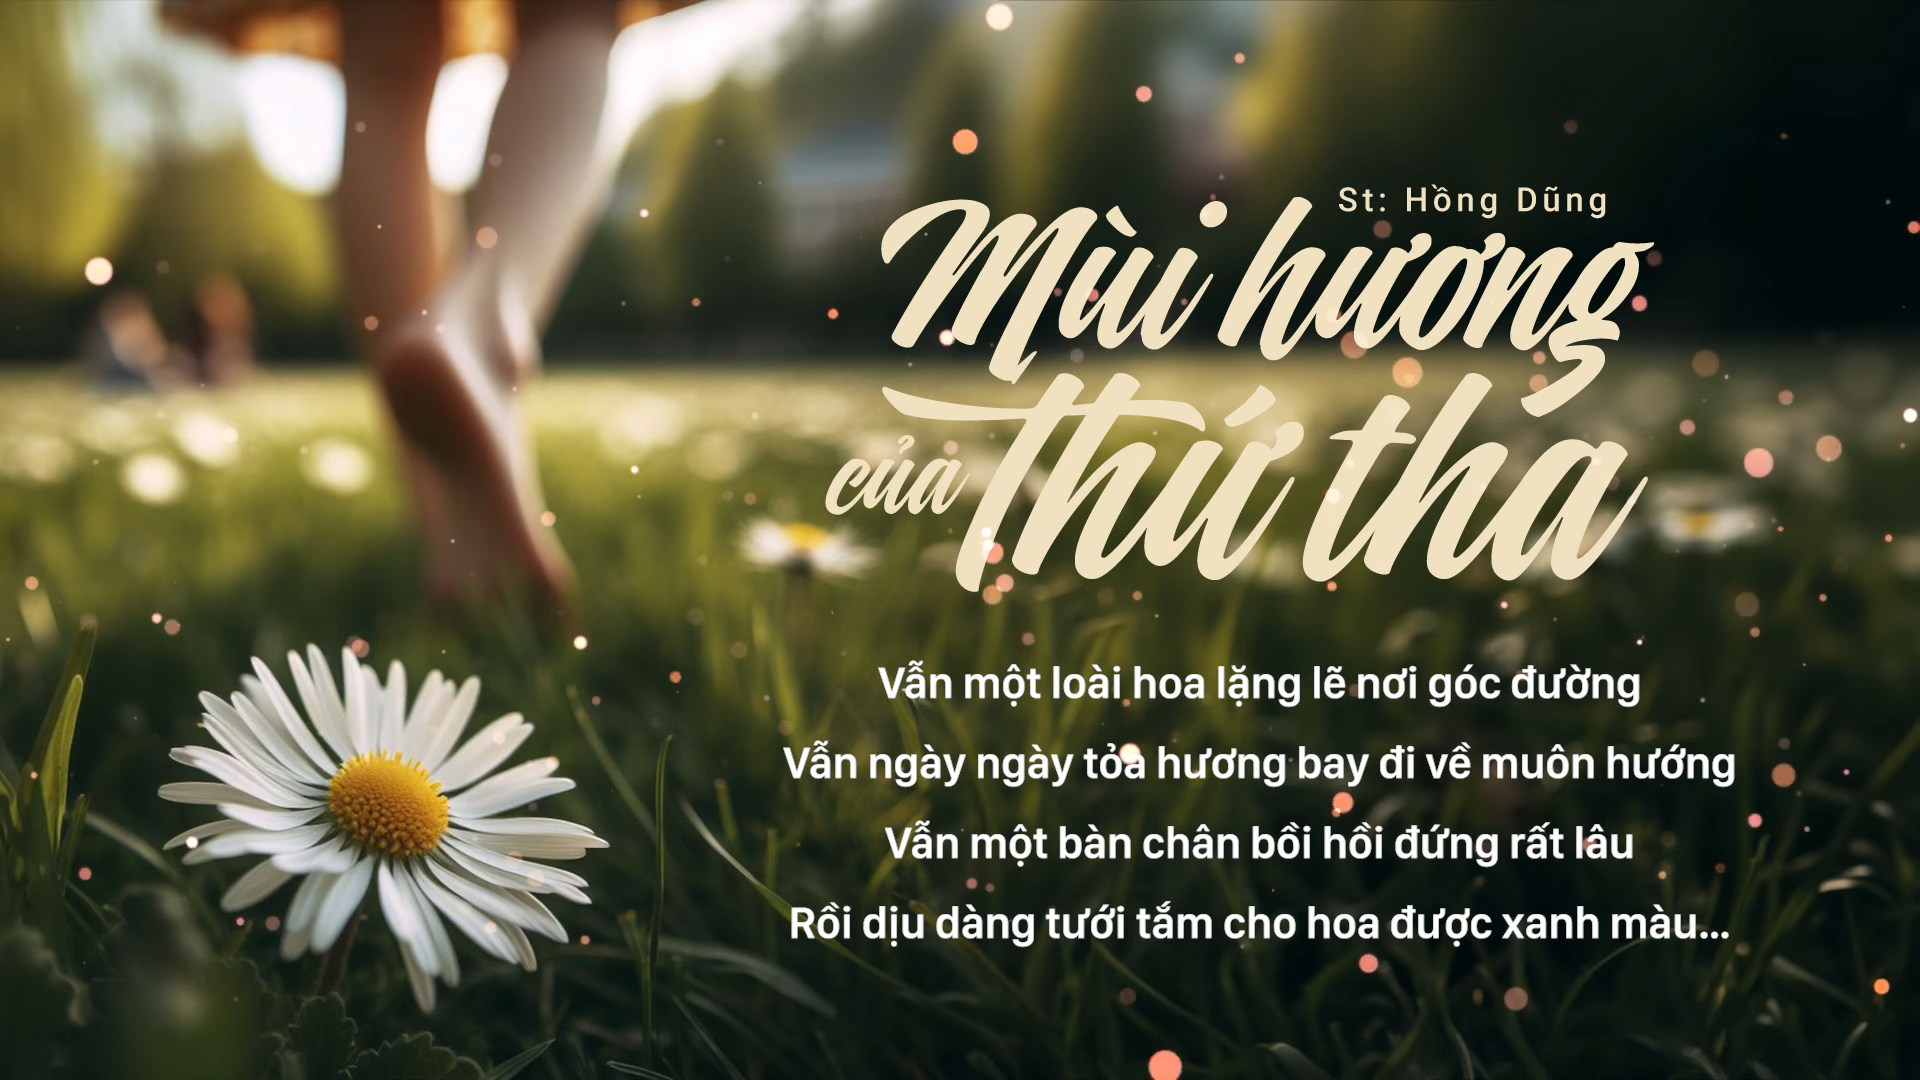 St: Hồng Dũng
Mùi hương
của Thứ tha
Vẫn một loài hoa lặng lẽ nơi góc đường
Vẫn ngày ngày tỏa hương bay đi về muôn hướng
Vẫn một bàn chân bồi hồi đứng rất lâu
Rồi dịu dàng tưới tắm cho hoa được xanh màu...